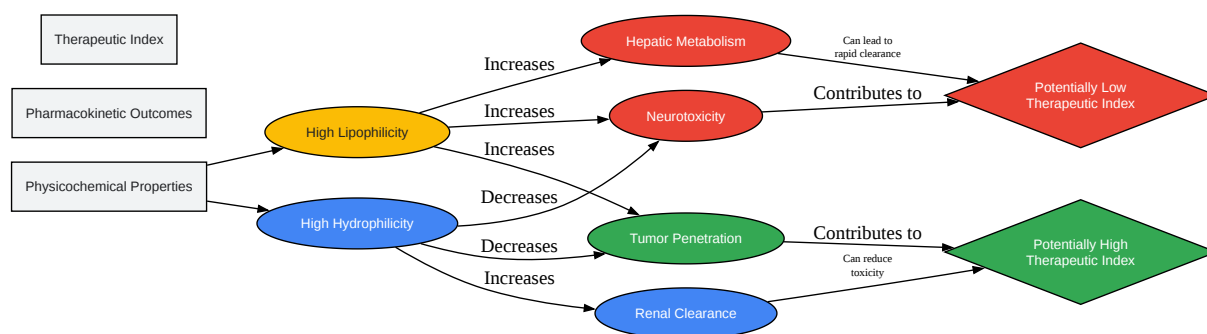 Therapeutic Index
Pharmacokinetic Outcomes
Physicochemical Properties
High Lipophilicity
High Hydrophilicity
Increases
Increases
Increases
Decreases
Decreases
Increases
Hepatic Metabolism
Neurotoxicity
Tumor Penetration
Renal Clearance
Can lead to
rapid clearance
Contributes to
Contributes to
Can reduce
toxicity
Potentially Low
Therapeutic Index
Potentially High
Therapeutic Index